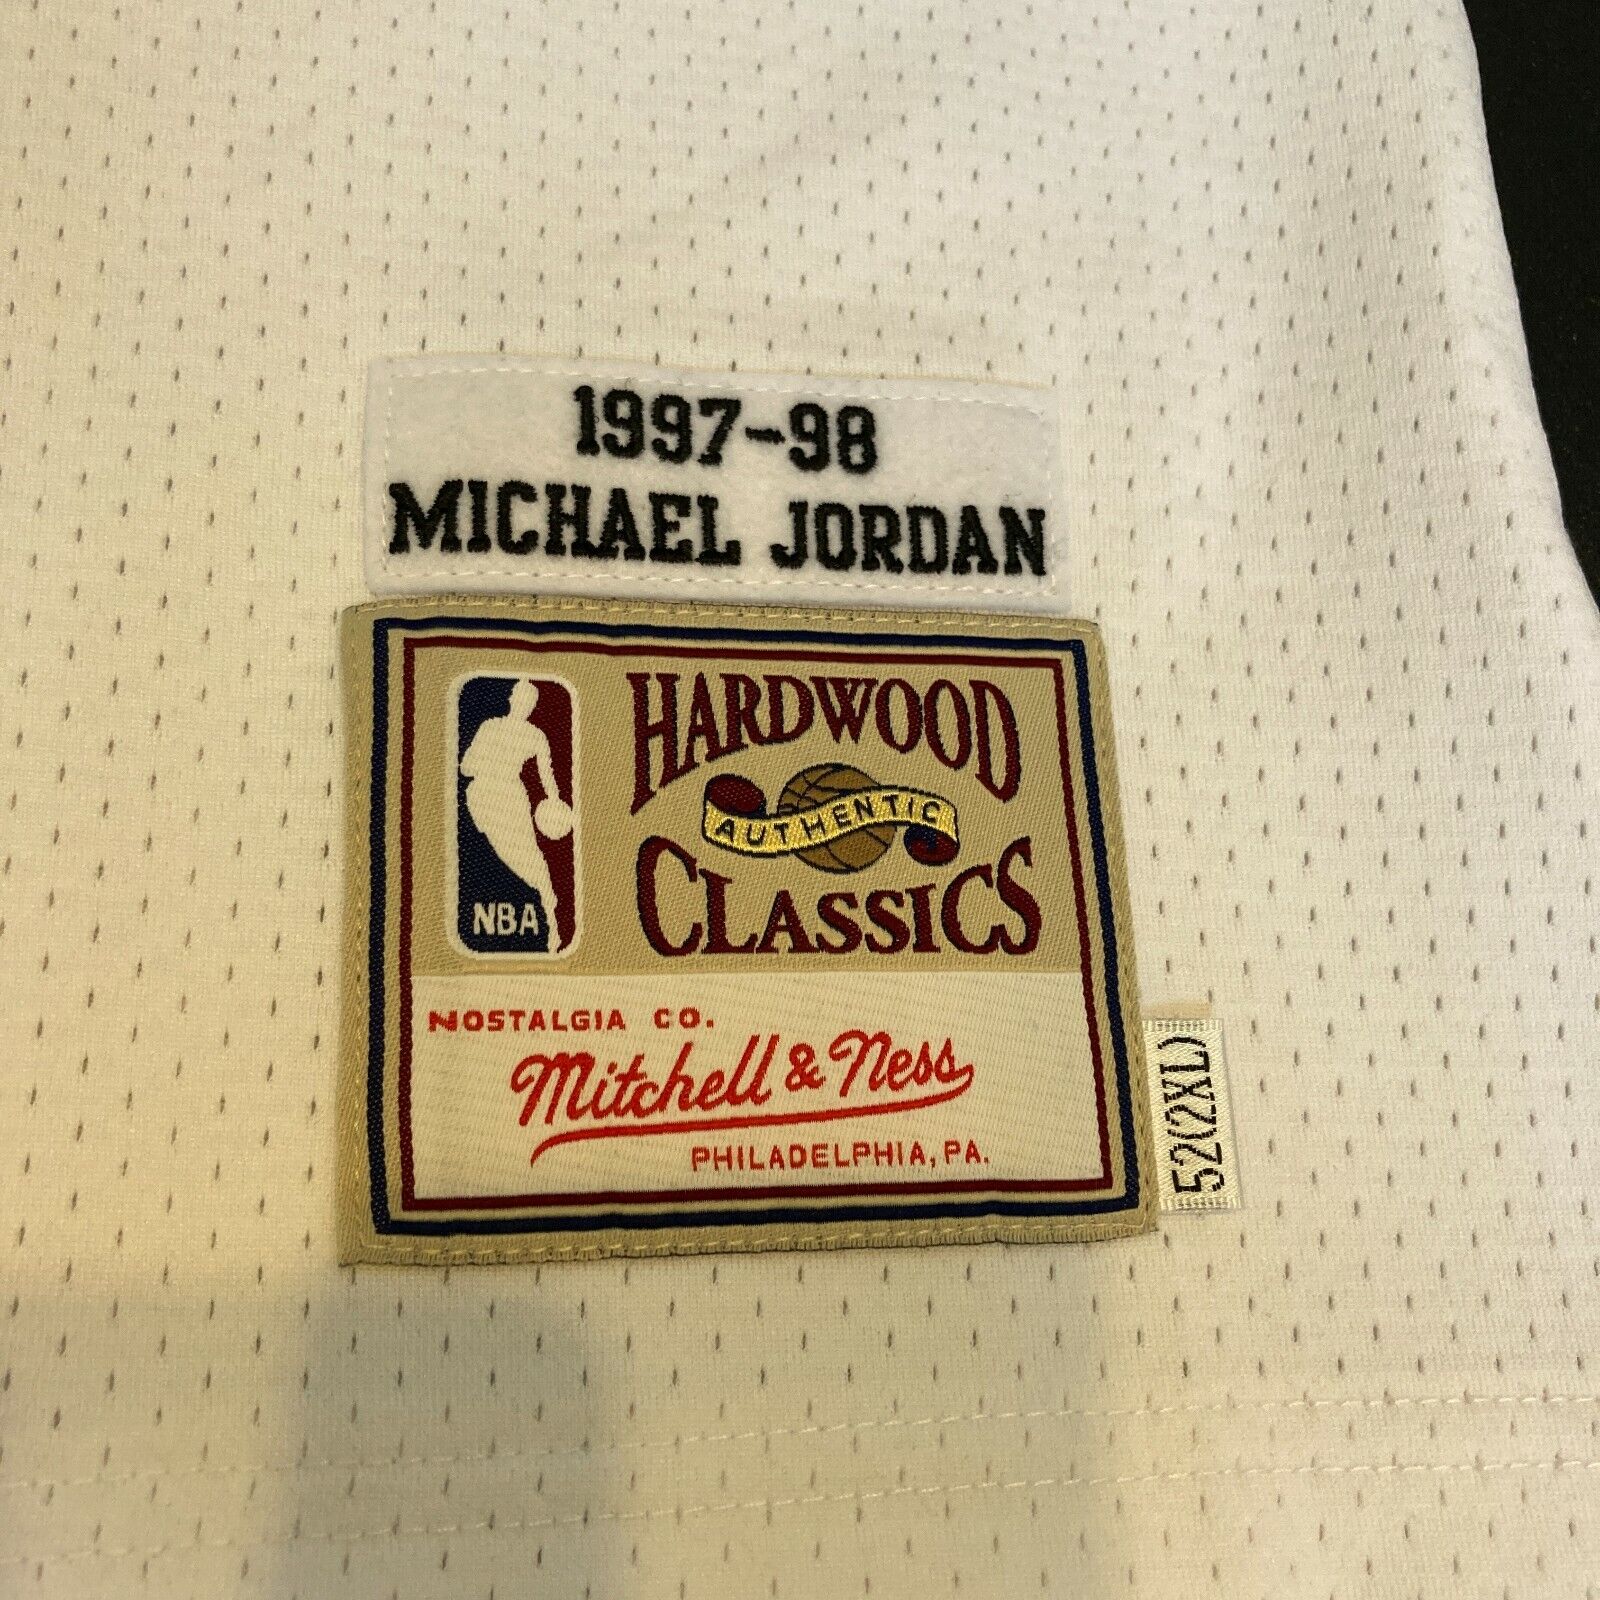 1997-98
MICHAEL JORDAN
HARDWOOD
AUTHENTIC
CLASSICS
NBA
NOSTALGIA CO.
Mitchell & Ness
PHILADELPHIA, PA.
52(2XL)